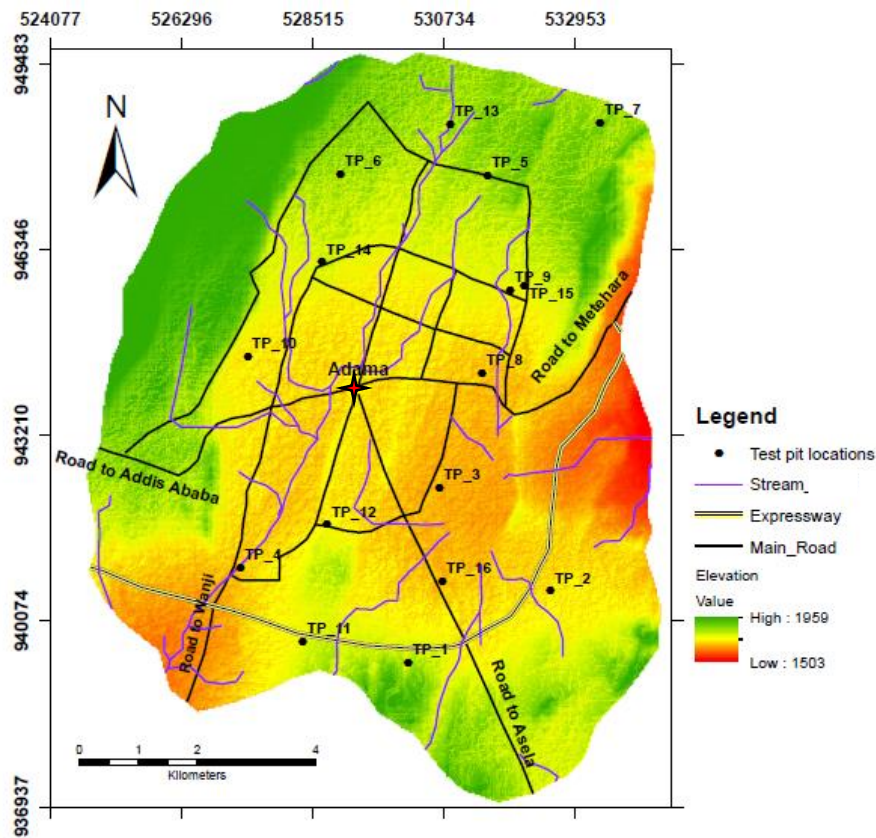 524077 526296 528515 530734 532953
949483
946346
943210
940074
936937
N
TP_13
TP_7
TP_6
TP_5
TP_14
TP_9
TP_15
TP_10
TP_8
Adama
Road to Metehara
Road to Addis Ababa
TP_3
TP_12
TP_4
TP_16
TP_2
TP_11
TP_1
Road to Wanji
Road to Asela
0 1 2 4
Kilometers
Legend
Test pit locations
Stream_
Expressway
Main_Road
Elevation
Value
High : 1959
Low : 1503